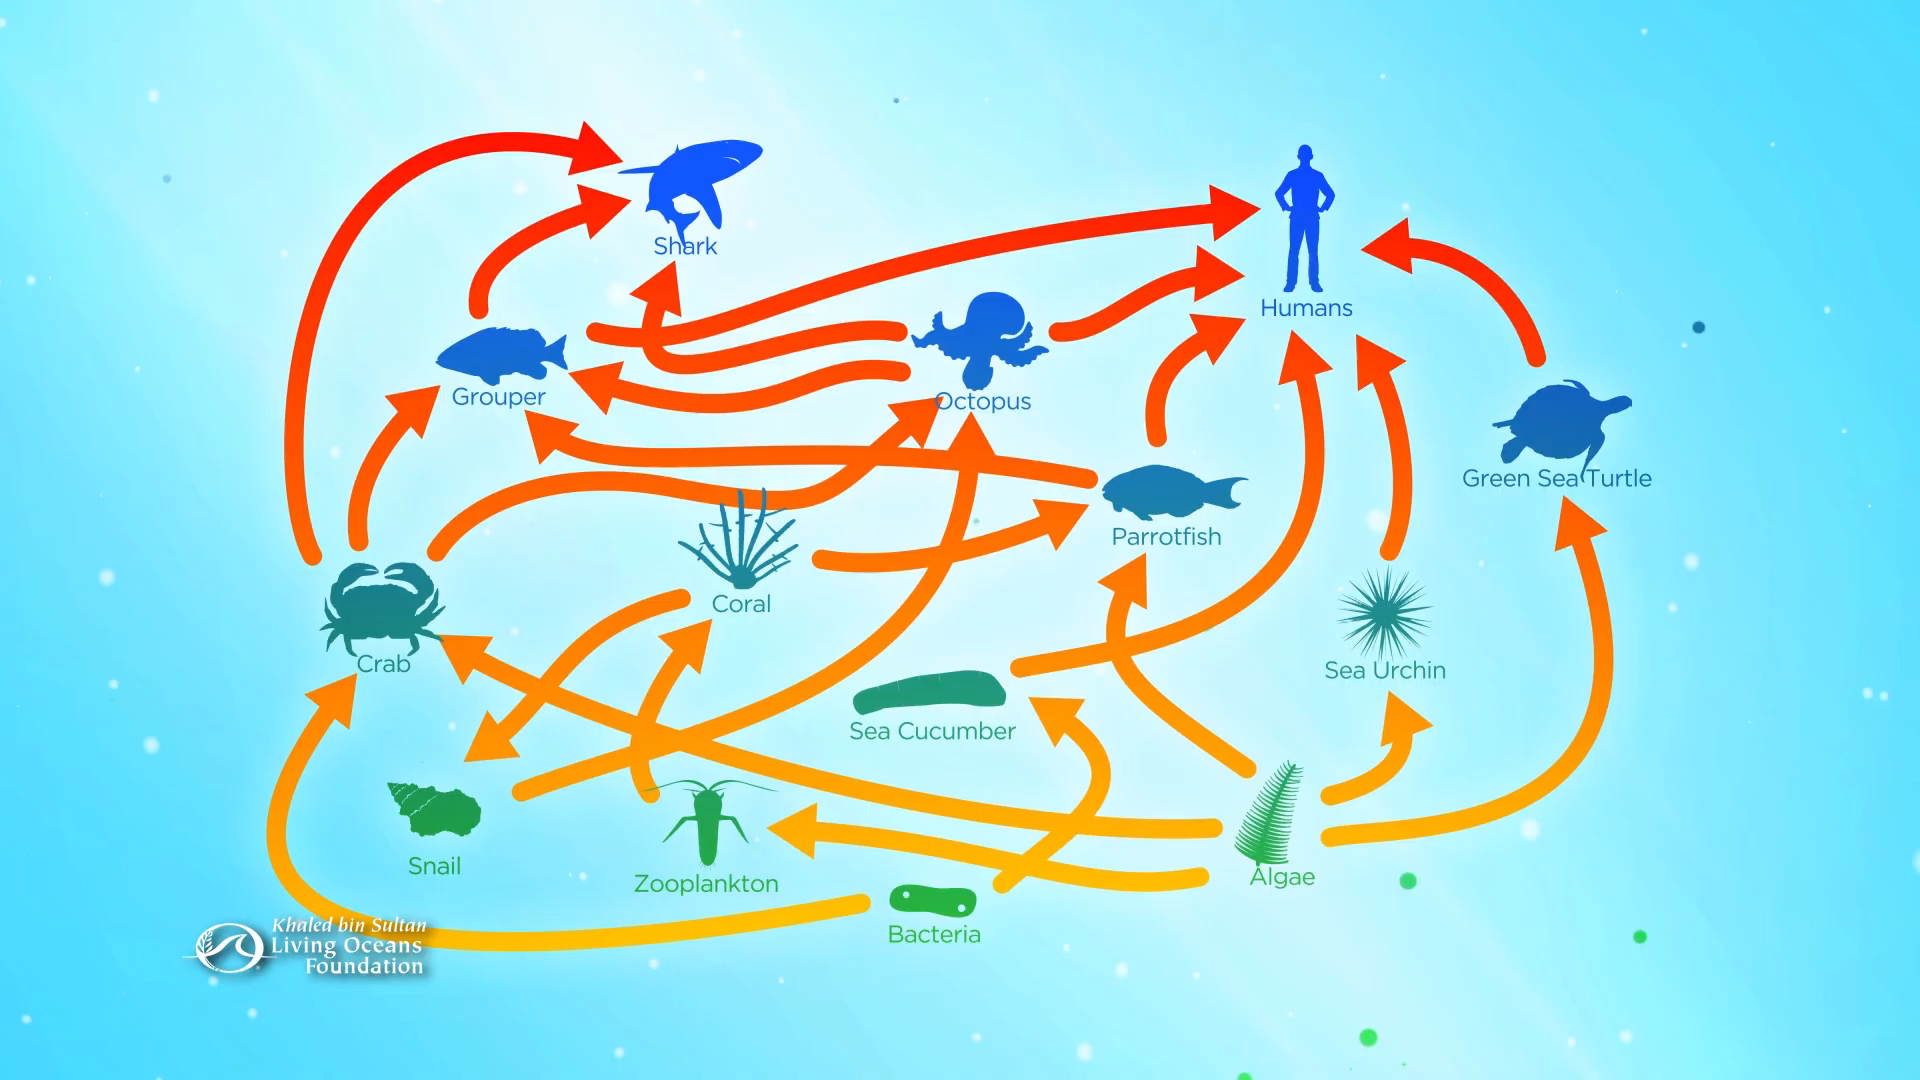 Shark
Humans
Grouper
Octopus
Green Sea Turtle
Parrotfish
Coral
Crab
Sea Urchin
Sea Cucumber
Snail
Zooplankton
Algae
Bacteria
Khaled bin Sultan
Living Oceans
Foundation